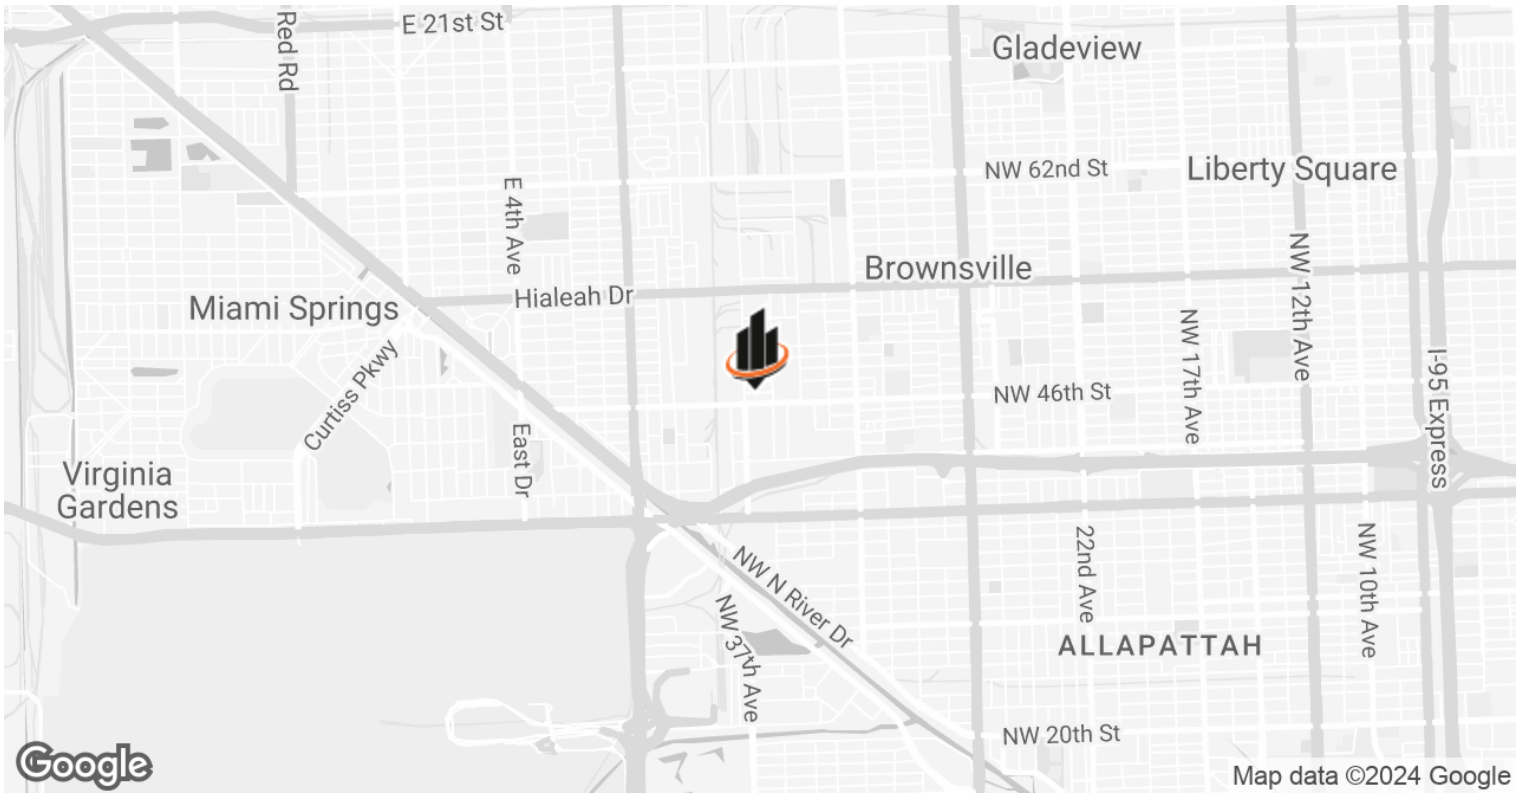 Red Rd
E 21st St
Gladeview
NW 62nd St
Liberty Square
E 4th Ave
Brownsville
NW 12th Ave
Hialeah Dr
Miami Springs
NW 17th Ave
Curtiss Pkwy
I-95 Express
NW 46th St
East Dr
Virginia
Gardens
NW N River Dr
22nd Ave
NW 10th Ave
NW 37th Ave
ALLAPATTAH
NW 20th St
Google
Map data ©2024 Google